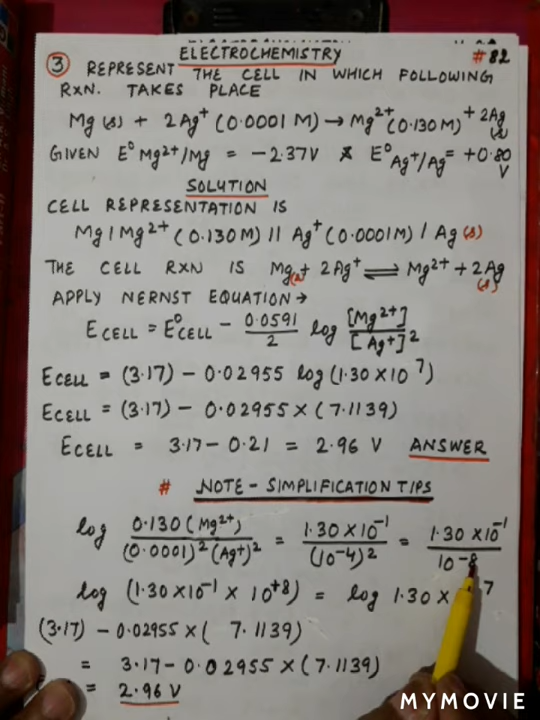 ELECTROCHEMISTRY
#82
③ REPRESENT THE CELL IN WHICH FOLLOWING
RXN. TAKES PLACE
Mg(s) + 2Ag⁺ (0.0001 M) → Mg²⁺ (0.130 M) + 2Ag(s)
GIVEN E° Mg²⁺/Mg = -2.37V & E° Ag⁺/Ag = +0.80 V
SOLUTION
CELL REPRESENTATION IS
Mg | Mg²⁺ (0.130M) || Ag⁺ (0.0001M) / Ag (s)
THE CELL RXN IS Mg(s) + 2Ag⁺ ⇌ Mg²⁺ + 2Ag(s)
APPLY NERNST EQUATION →
ECELL = E°CELL - 0.0591/2 log [Mg²⁺]/[Ag⁺]²
ECELL = (3.17) - 0.02955 log (1.30 × 10⁷)
ECELL = (3.17) - 0.02955 × (7.1139)
ECELL = 3.17 - 0.21 = 2.96 V ANSWER
# NOTE - SIMPLIFICATION TIPS
log 0.130 (Mg²⁺)/(0.0001)² (Ag⁺)² = 1.30 × 10⁻¹/(10⁻⁴)² = 1.30 × 10⁻¹/10⁻⁸
log (1.30 × 10⁻¹ × 10⁺⁸) = log 1.30 × 7
(3.17) - 0.02955 × ( 7.1139)
= 3.17 - 0.02955 × (7.1139)
= 2.96 V
MYMOVIE